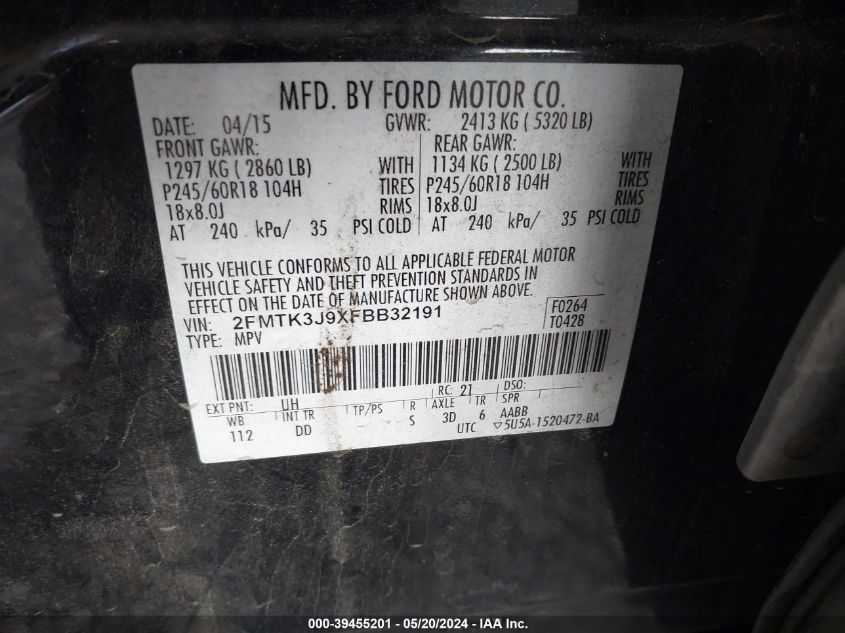 MFD. BY FORD MOTOR CO.
DATE: 04/15 GVWR: 2413 KG ( 5320 LB)
FRONT GAWR: REAR GAWR:
1297 KG ( 2860 LB) WITH 1134 KG ( 2500 LB) WITH
P245/60R18 104H TIRES P245/60R18 104H TIRES
18x8.0J RIMS 18x8.0J RIMS
AT 240 kPa/ 35 PSI COLD AT 240 kPa/ 35 PSI COLD
THIS VEHICLE CONFORMS TO ALL APPLICABLE FEDERAL MOTOR
VEHICLE SAFETY AND THEFT PREVENTION STANDARDS IN
EFFECT ON THE DATE OF MANUFACTURE SHOWN ABOVE.
VIN: 2FMTK3J9XFBB32191 F0264
TYPE: MPV T0428
EXT PNT: UH RC: 21 DSO:
WB INT TR TP/PS R AXLE TR SPR
112 DD S 3D 6 AABB
UTC ▽5U5A-1520472-BA
000-39455201 - 05/20/2024 - IAA Inc.